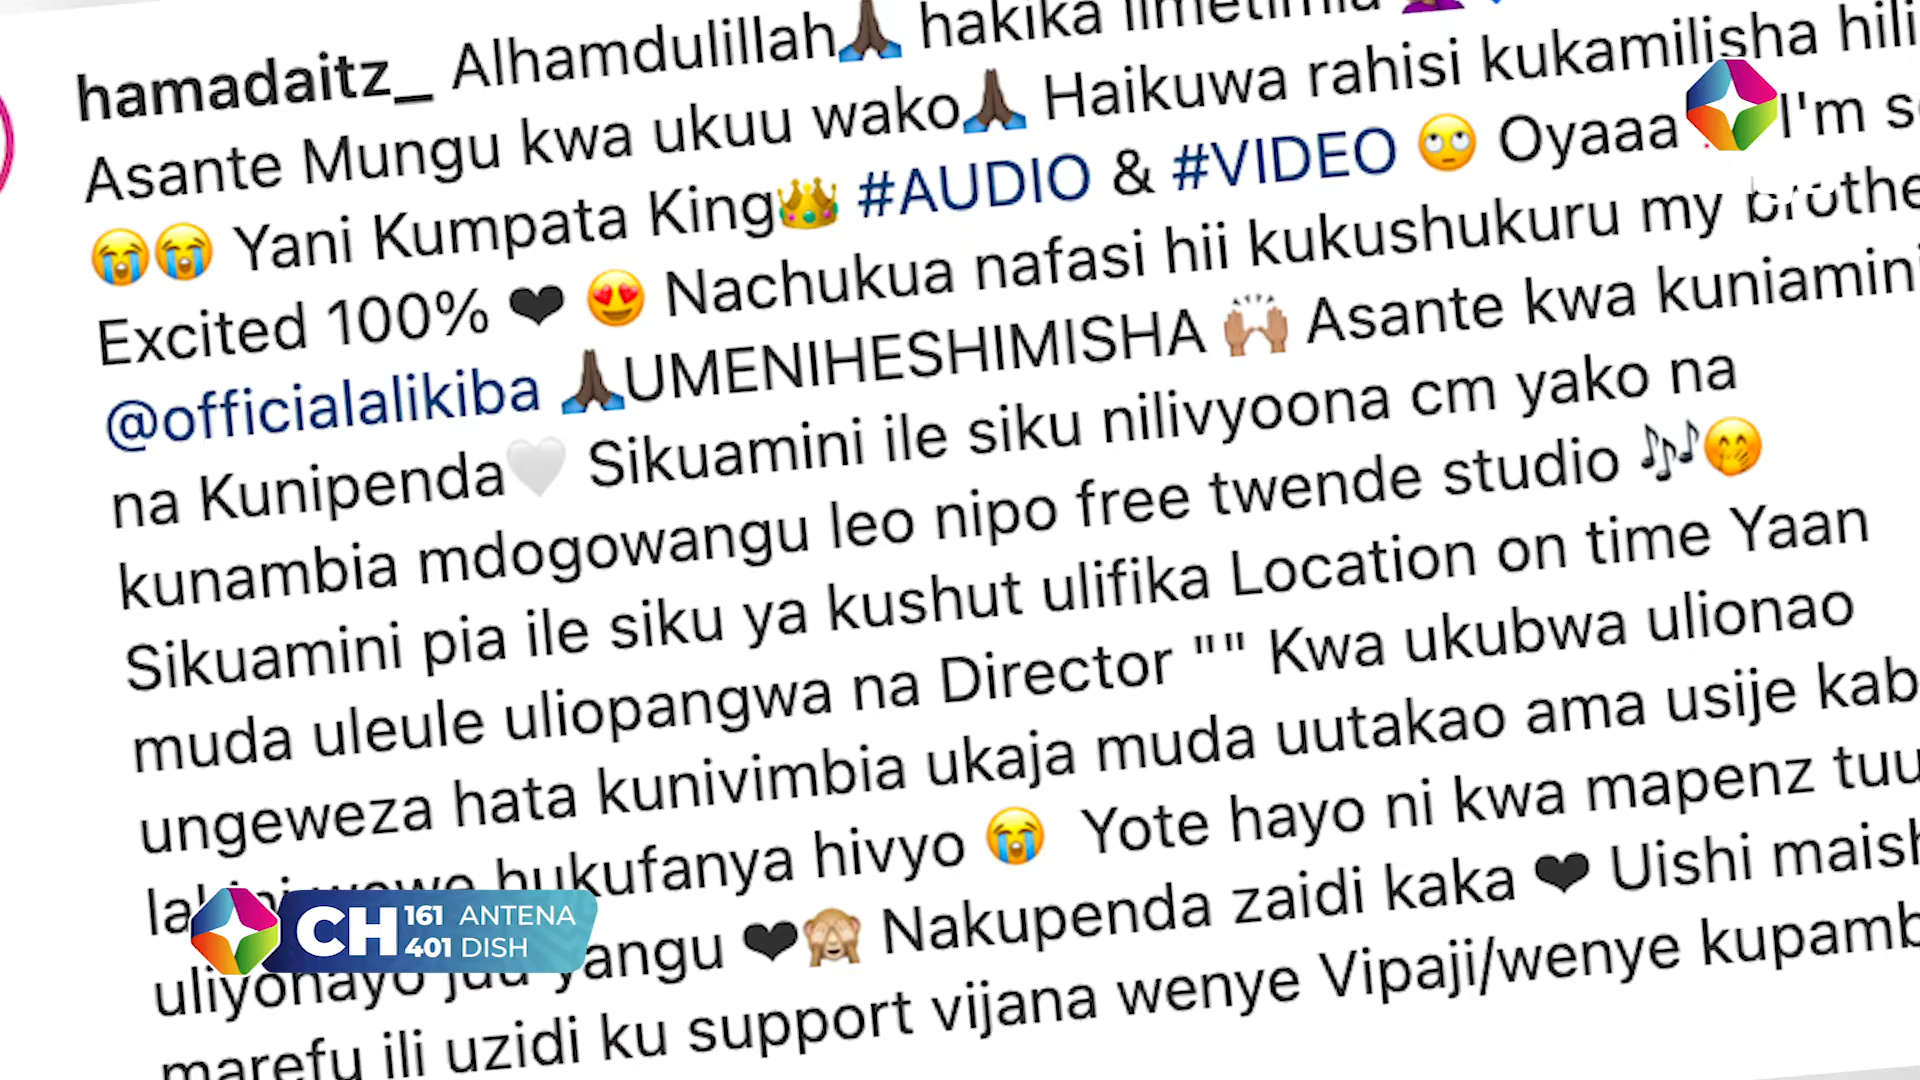 hamadaitz_ Alhamdulillah🙏🏿 hakika limetimia
Asante Mungu kwa ukuu wako🙏🏿 Haikuwa rahisi kukamilisha hili
😭😭 Yani Kumpata King👑 #AUDIO & #VIDEO 🙄 Oyaaa I'm
Excited 100% ❤ 😍 Nachukua nafasi hii kukushukuru my
@officialalikiba 🙏🏿UMENIHESHIMISHA 🙌🏽 Asante kwa kuniamini
na Kunipenda🤍 Sikuamini ile siku nilivyoona cm yako na
kunambia mdogowangu leo nipo free twende studio 🎶🤭
Sikuamini pia ile siku ya kushut ulifika Location on time Yaan
muda uleule uliopangwa na Director "" Kwa ukubwa ulionao
ungeweza hata kunivimbia ukaja muda uutakao ama usije
hukufanya hivyo 😭 Yote hayo ni kwa mapenz tuu
uliyonayo juu yangu ❤🙈 Nakupenda zaidi kaka ❤ Uishi
marefu ili uzidi ku support vijana wenye Vipaji/wenye
CH 161 ANTENA
401 DISH